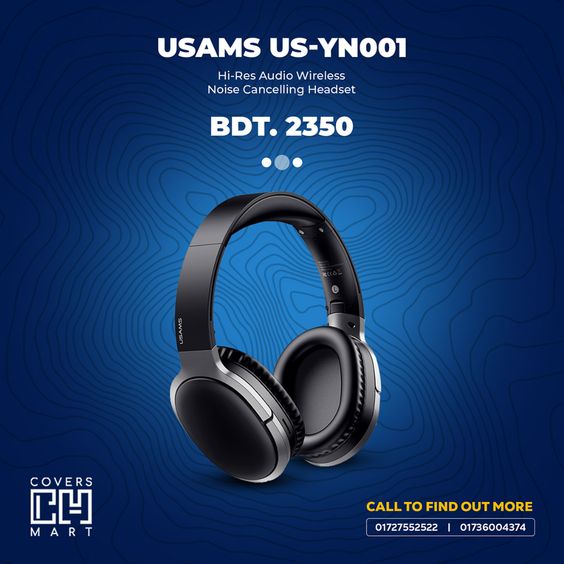 USAMS US-YN001
Hi-Res Audio Wireless
Noise Cancelling Headset
BDT. 2350
USAMS
L
COVERS
CM
MART
CALL TO FIND OUT MORE
01727552522 | 01736004374